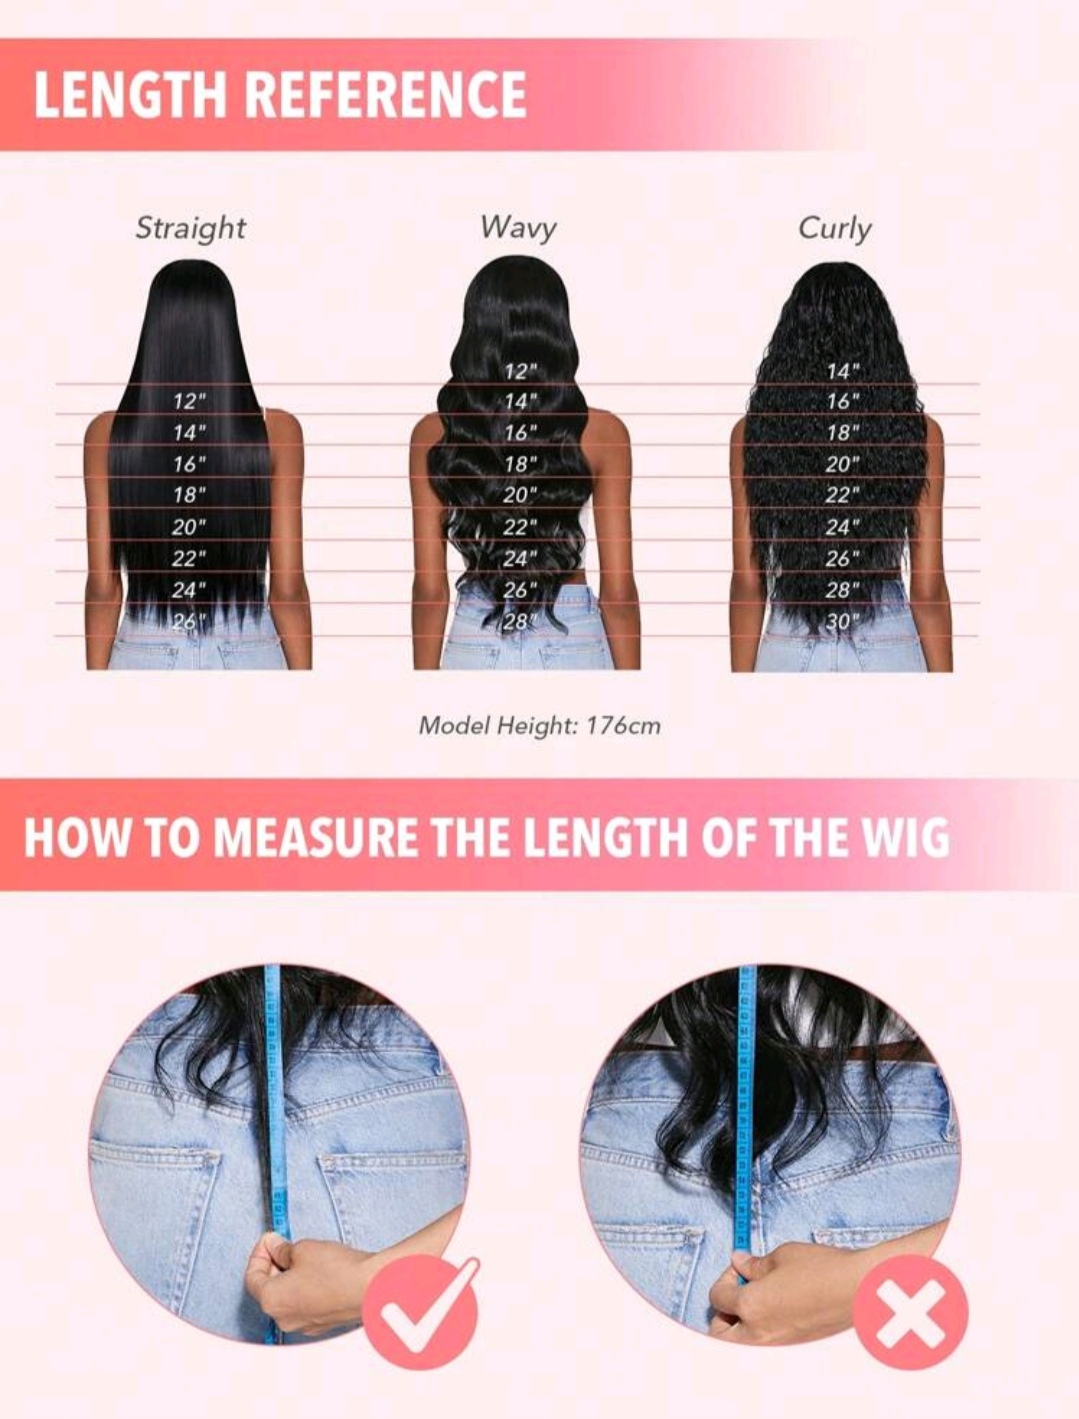 LENGTH REFERENCE
Straight Wavy Curly
12" 14"
12" 14" 16"
14" 16" 18"
16" 18" 20"
18" 20" 22"
20" 22" 24"
22" 24" 26"
24" 26" 28"
26" 28" 30"
Model Height: 176cm
HOW TO MEASURE THE LENGTH OF THE WIG